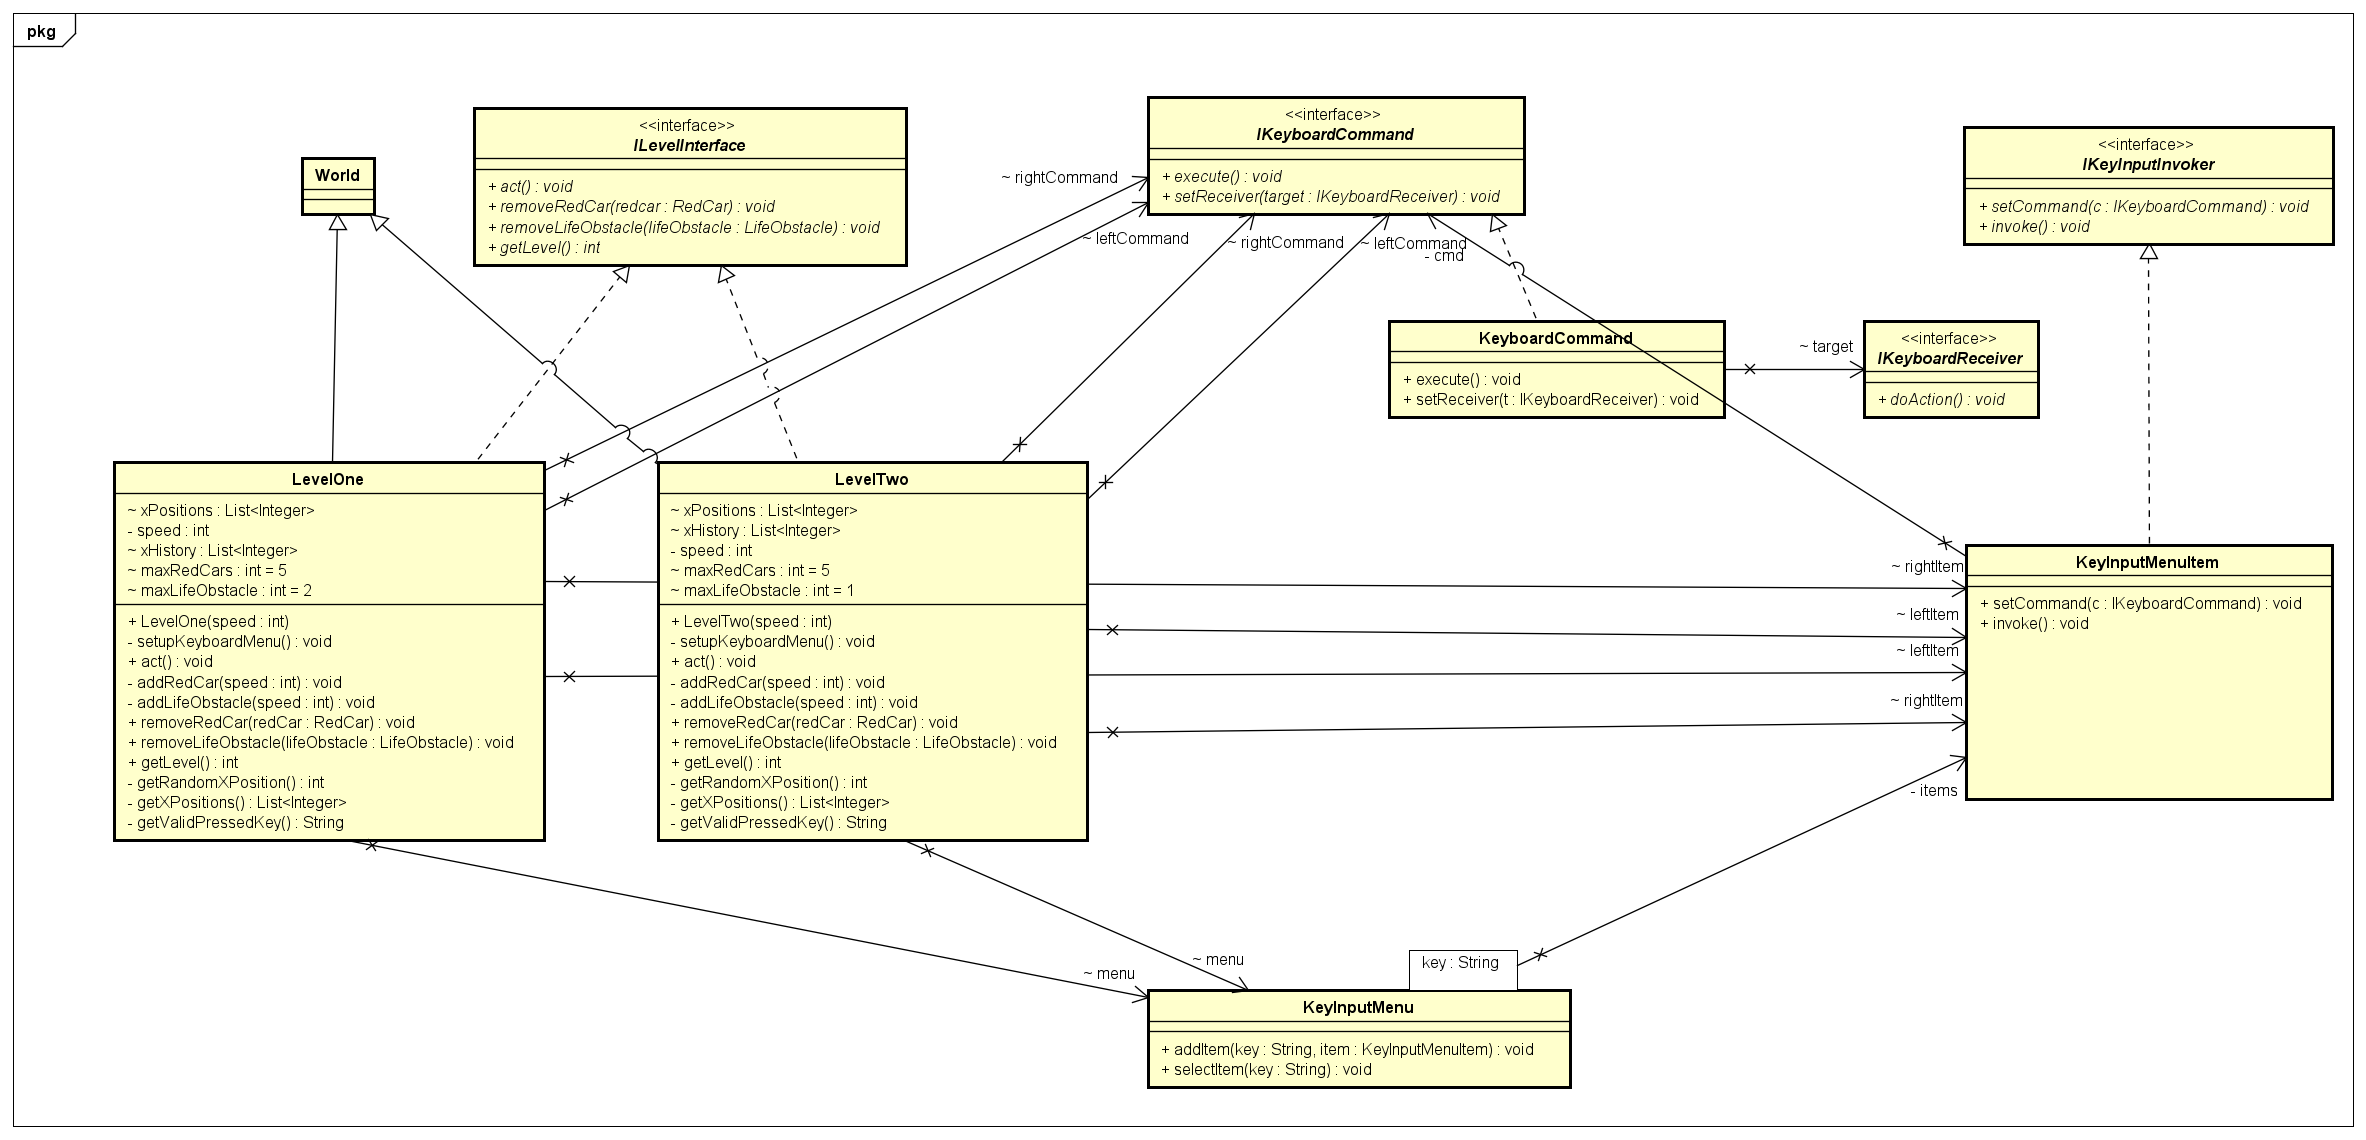 pkg
World
<<interface>>
ILevelInterface
+ act() : void
+ removeRedCar(redcar : RedCar) : void
+ removeLifeObstacle(lifeObstacle : LifeObstacle) : void
+ getLevel() : int
<<interface>>
IKeyboardCommand
+ execute() : void
+ setReceiver(target : IKeyboardReceiver) : void
<<interface>>
IKeyInputInvoker
+ setCommand(c : IKeyboardCommand) : void
+ invoke() : void
~ rightCommand
~ leftCommand
~ rightCommand
~ leftCommand
- cmd
KeyboardCommand
+ execute() : void
+ setReceiver(t : IKeyboardReceiver) : void
~ target
<<interface>>
IKeyboardReceiver
+ doAction() : void
LevelOne
~ xPositions : List<Integer>
- speed : int
~ xHistory : List<Integer>
~ maxRedCars : int = 5
~ maxLifeObstacle : int = 2
+ LevelOne(speed : int)
- setupKeyboardMenu() : void
+ act() : void
- addRedCar(speed : int) : void
- addLifeObstacle(speed : int) : void
+ removeRedCar(redCar : RedCar) : void
+ removeLifeObstacle(lifeObstacle : LifeObstacle) : void
+ getLevel() : int
- getRandomXPosition() : int
- getXPositions() : List<Integer>
- getValidPressedKey() : String
LevelTwo
~ xPositions : List<Integer>
~ xHistory : List<Integer>
- speed : int
~ maxRedCars : int = 5
~ maxLifeObstacle : int = 1
+ LevelTwo(speed : int)
- setupKeyboardMenu() : void
+ act() : void
- addRedCar(speed : int) : void
- addLifeObstacle(speed : int) : void
+ removeRedCar(redCar : RedCar) : void
+ removeLifeObstacle(lifeObstacle : LifeObstacle) : void
+ getLevel() : int
- getRandomXPosition() : int
- getXPositions() : List<Integer>
- getValidPressedKey() : String
~ rightItem
~ leftItem
~ leftItem
~ rightItem
- items
KeyInputMenuItem
+ setCommand(c : IKeyboardCommand) : void
+ invoke() : void
~ menu
~ menu
key : String
KeyInputMenu
+ addItem(key : String, item : KeyInputMenuItem) : void
+ selectItem(key : String) : void